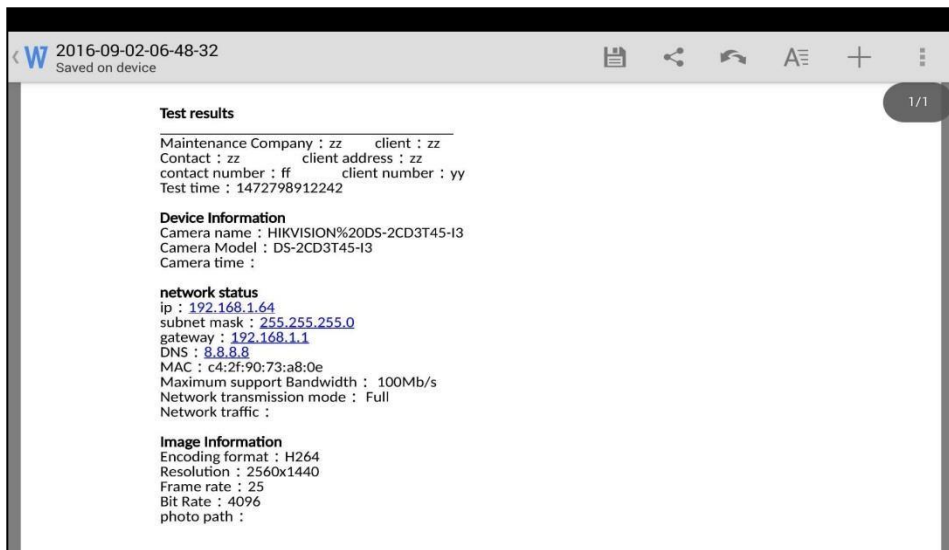 2016-09-02-06-48-32
Saved on device
1/1
Test results
Maintenance Company：zz client：zz
Contact：zz client address：zz
contact number：ff client number：yy
Test time：1472798912242
Device Information
Camera name：HIKVISION%20DS-2CD3T45-I3
Camera Model：DS-2CD3T45-I3
Camera time：
network status
ip：192.168.1.64
subnet mask：255.255.255.0
gateway：192.168.1.1
DNS：8.8.8.8
MAC：c4:2f:90:73:a8:0e
Maximum support Bandwidth： 100Mb/s
Network transmission mode： Full
Network traffic：
Image Information
Encoding format：H264
Resolution：2560x1440
Frame rate：25
Bit Rate：4096
photo path：